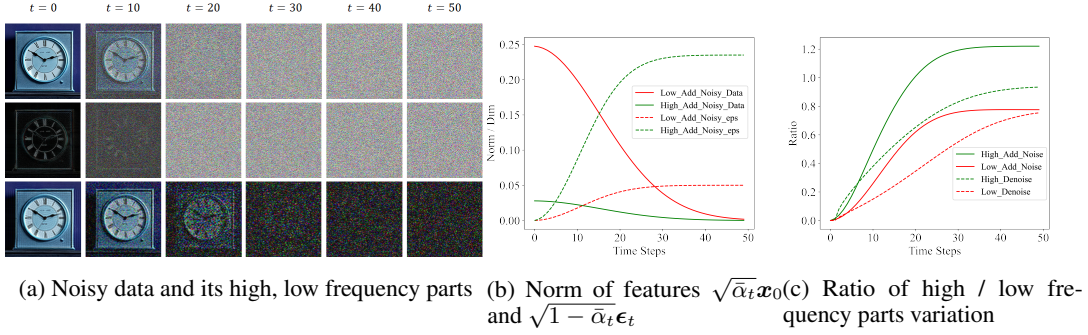 t = 0 t = 10 t = 20 t = 30 t = 40 t = 50
0.25
0.20
0.15
0.10
0.05
0.00
Norm / Dim
Low_Add_Noisy_Data
High_Add_Noisy_Data
Low_Add_Noisy_eps
High_Add_Noisy_eps
0 10 20 30 40 50
Time Steps
1.2
1.0
0.8
0.6
0.4
0.2
0.0
Ratio
High_Add_Noise
Low_Add_Noise
High_Denoise
Low_Denoise
0 10 20 30 40 50
Time Steps
(a) Noisy data and its high, low frequency parts
(b) Norm of features √ᾱₜx₀
and √1 − ᾱₜϵₜ
(c) Ratio of high / low fre-
quency parts variation